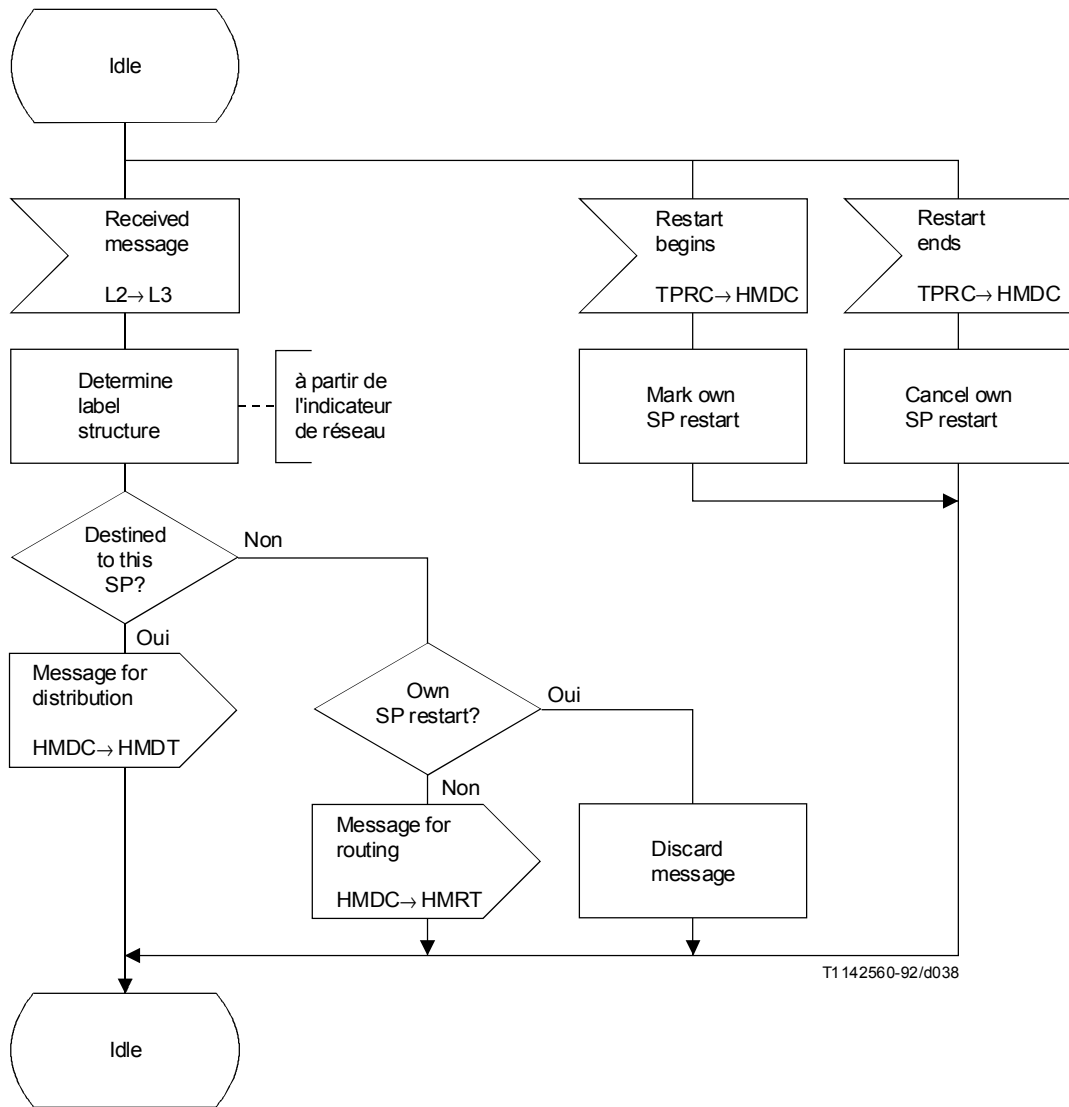 Idle
Received
message
L2→L3
Restart
begins
TPRC→HMDC
Restart
ends
TPRC→HMDC
Determine
label
structure
à partir de
l'indicateur
de réseau
Mark own
SP restart
Cancel own
SP restart
Destined
to this
SP?
Non
Oui
Message for
distribution
HMDC→HMDT
Own
SP restart?
Oui
Non
Message for
routing
HMDC→HMRT
Discard
message
T1142560-92/d038
Idle